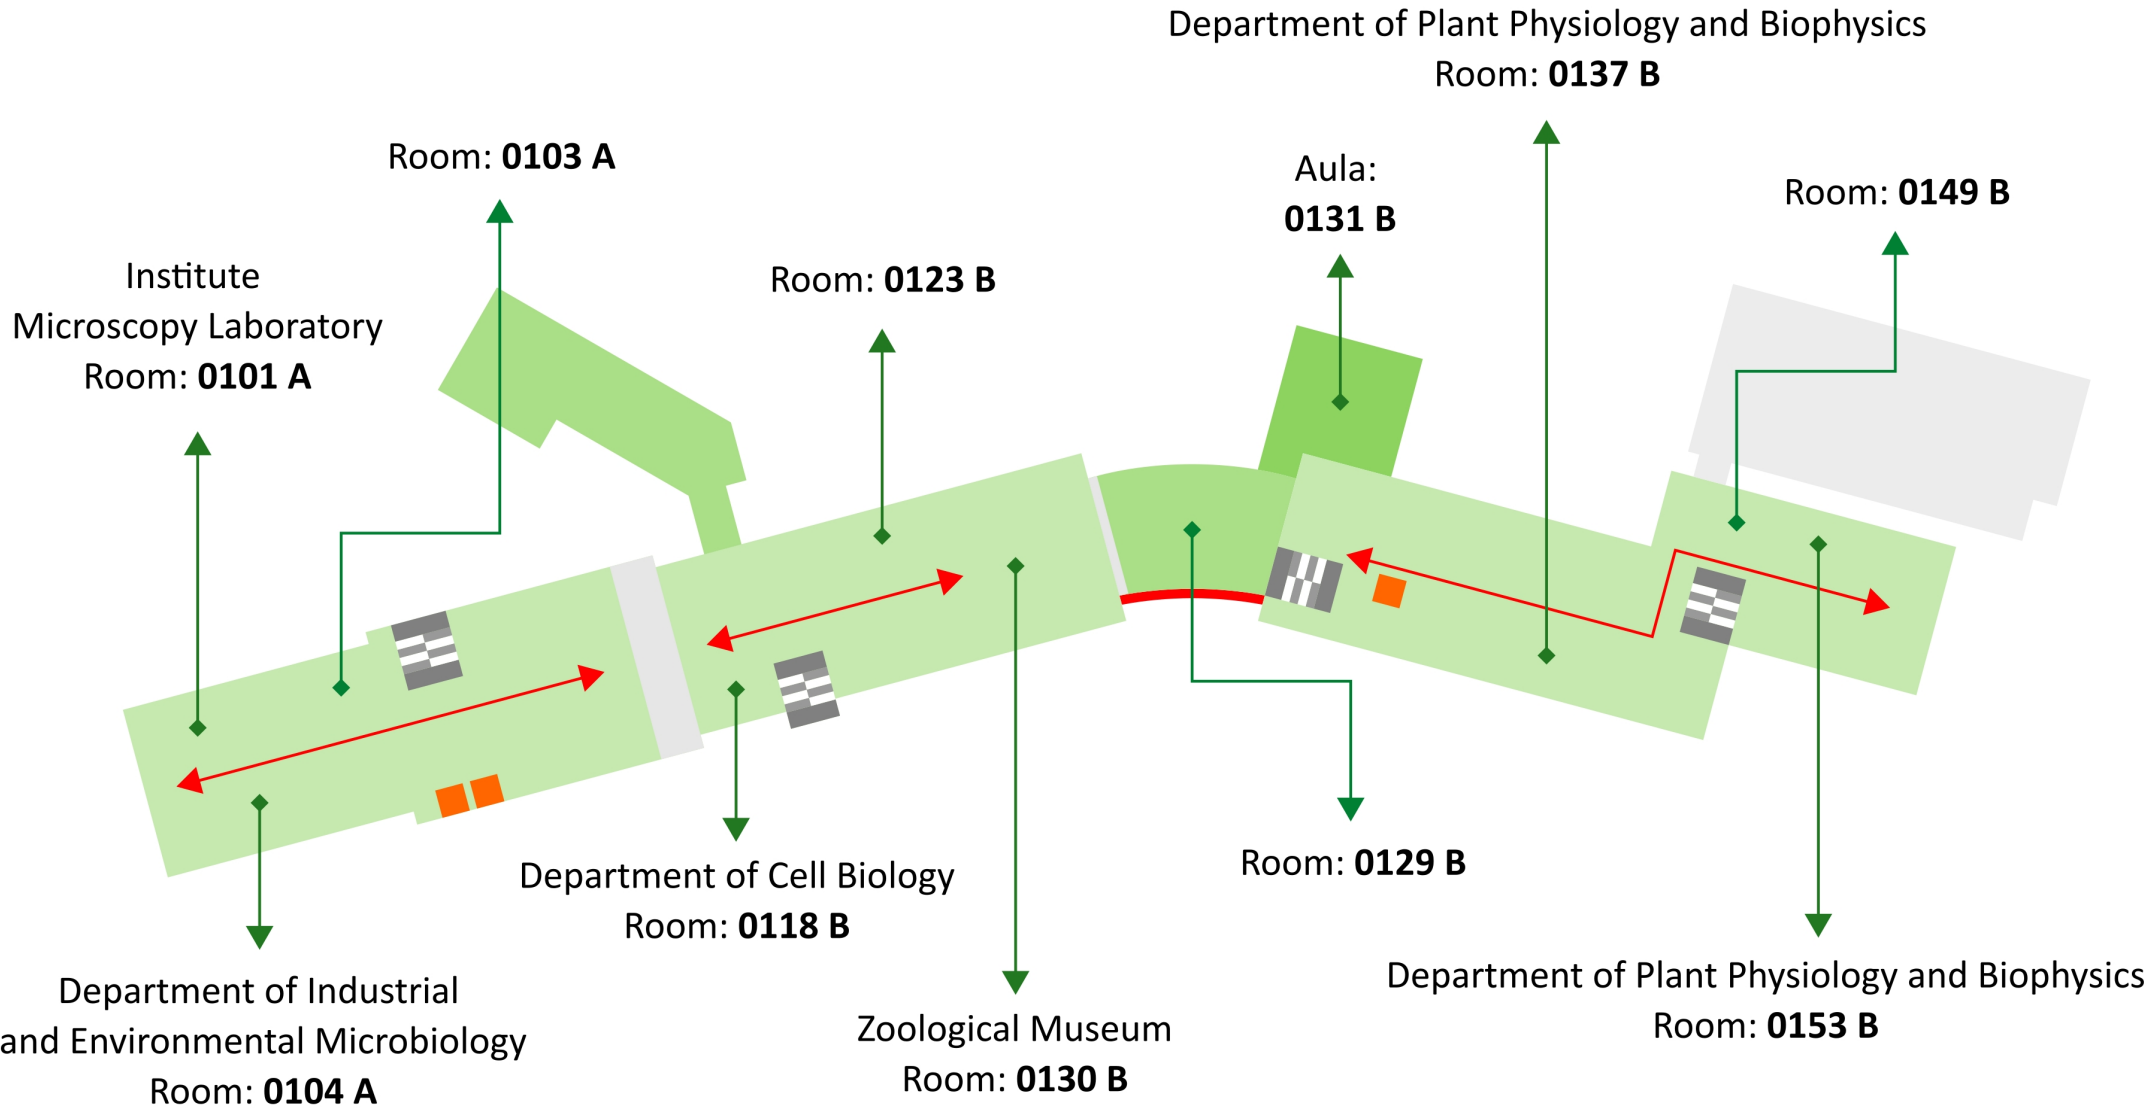 Department of Plant Physiology and Biophysics
Room: 0137 B
Room: 0103 A
Aula:
0131 B
Room: 0149 B
Institute
Microscopy Laboratory
Room: 0101 A
Room: 0123 B
Department of Cell Biology
Room: 0118 B
Room: 0129 B
Department of Industrial
and Environmental Microbiology
Room: 0104 A
Zoological Museum
Room: 0130 B
Department of Plant Physiology and Biophysics
Room: 0153 B